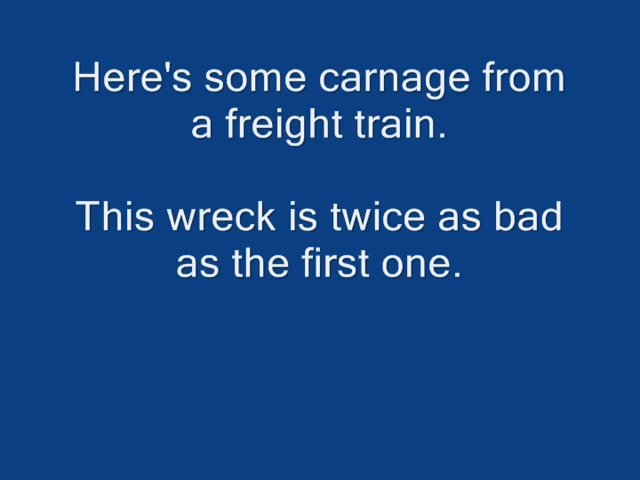 Here's some carnage from
a freight train.
This wreck is twice as bad
as the first one.